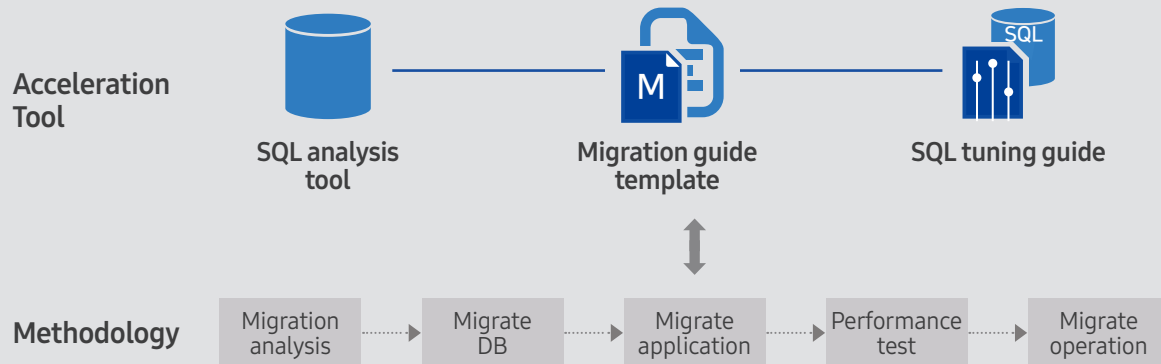 Acceleration
Tool
M
SQL
SQL analysis
tool
Migration guide
template
SQL tuning guide
Methodology
Migration
analysis
Migrate
DB
Migrate
application
Performance
test
Migrate
operation